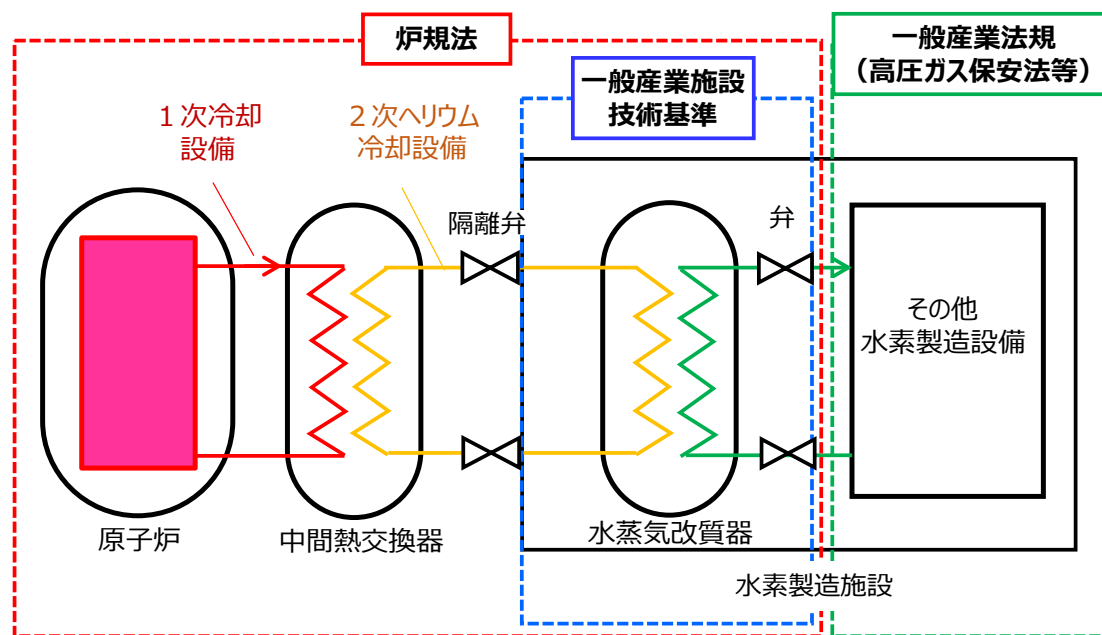 炉規法
一般産業法規
（高圧ガス保安法等）
一般産業施設
技術基準
１次冷却
設備
２次ヘリウム
冷却設備
隔離弁
弁
その他
水素製造設備
原子炉
中間熱交換器
水蒸気改質器
水素製造施設